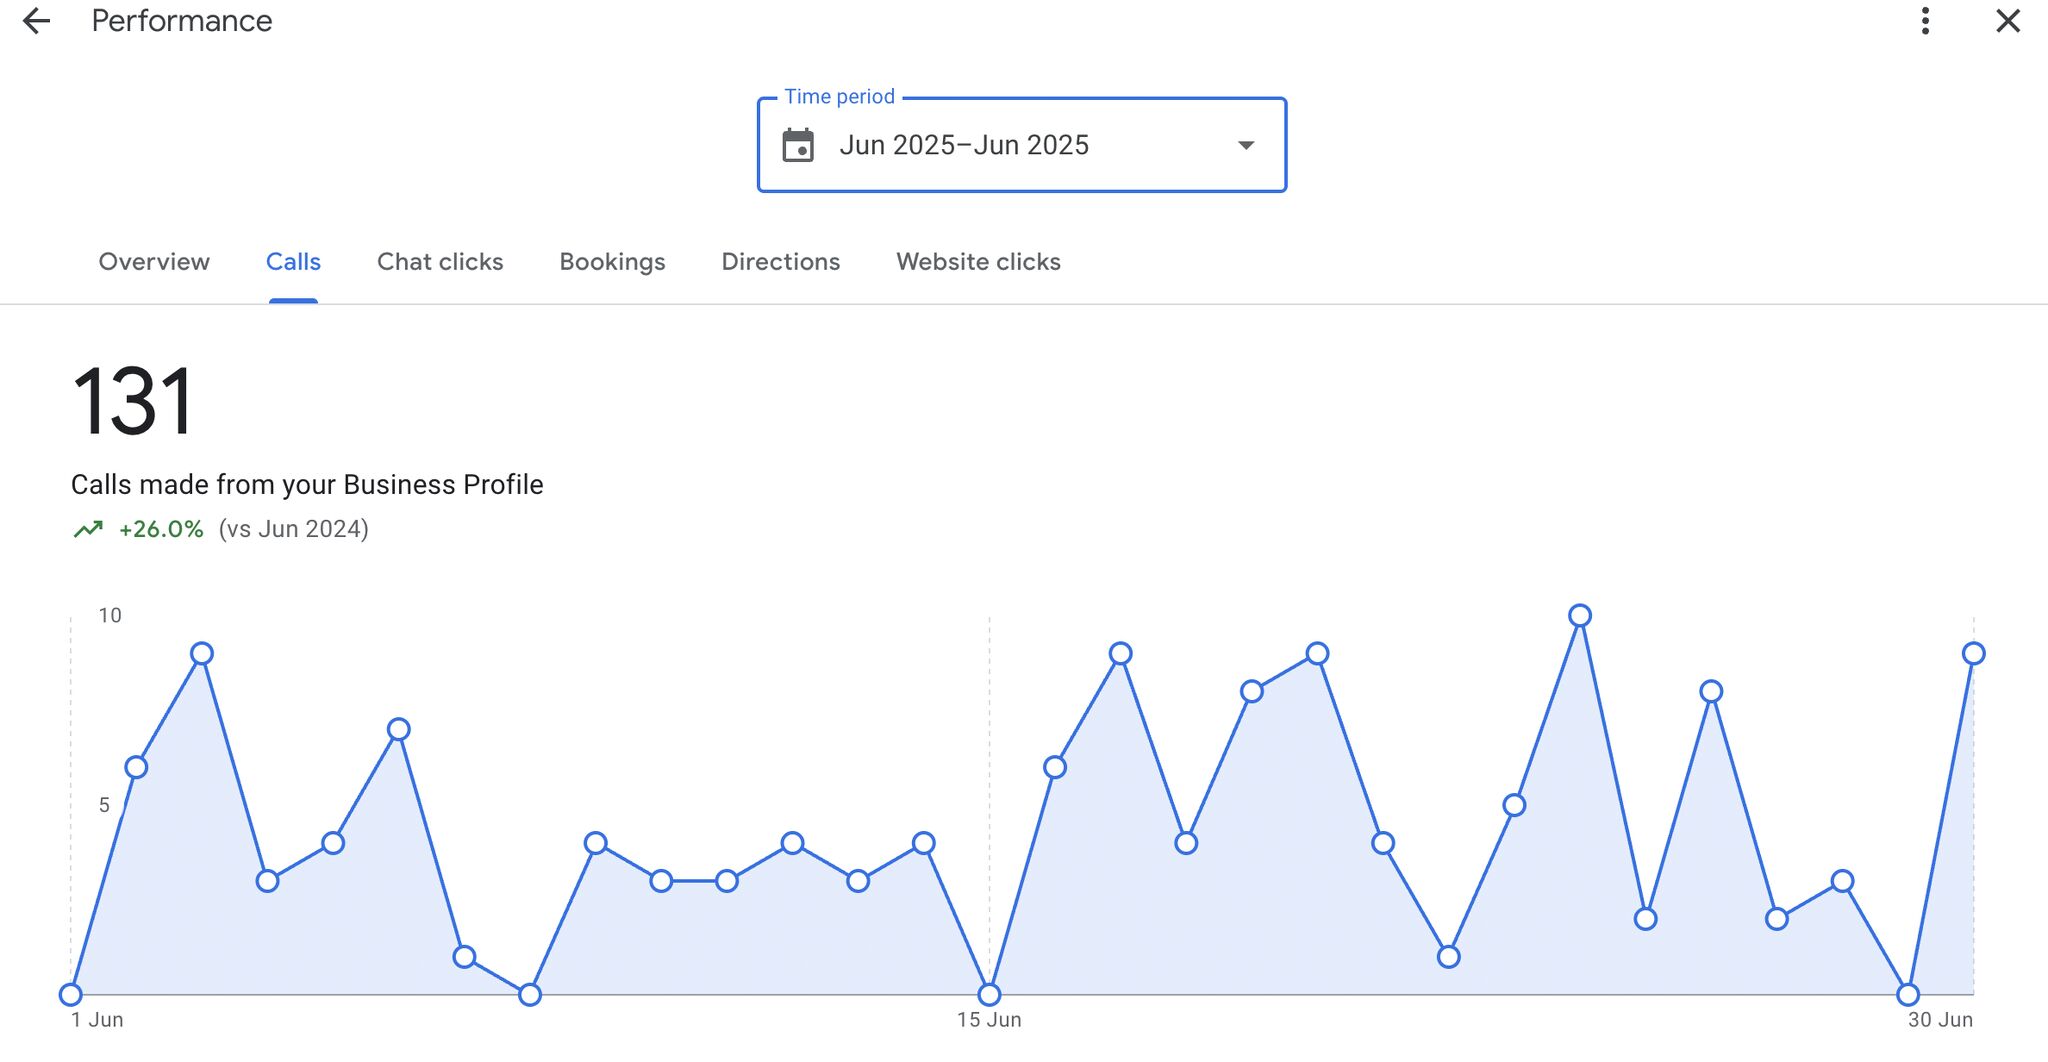 Performance
Time period
Jun 2025–Jun 2025
Overview Calls Chat clicks Bookings Directions Website clicks
131
Calls made from your Business Profile
+26.0% (vs Jun 2024)
10
5
1 Jun 15 Jun 30 Jun